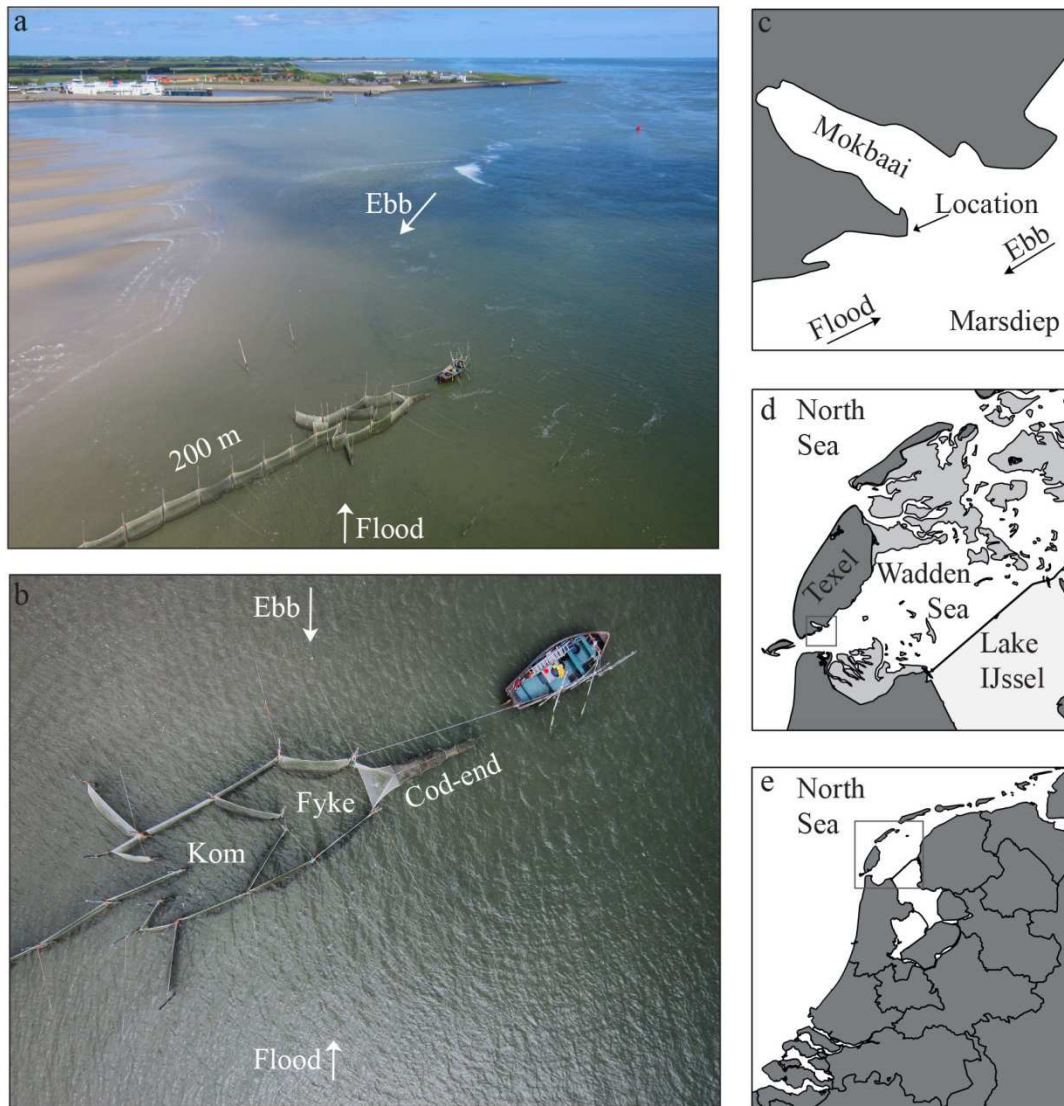 a
Ebb
200 m
Flood
b
Ebb
Fyke
Cod-end
Kom
Flood
c
Mokbaai
Location
Ebb
Flood
Marsdiep
d
North
Sea
Texel
Wadden
Sea
Lake
IJssel
e
North
Sea